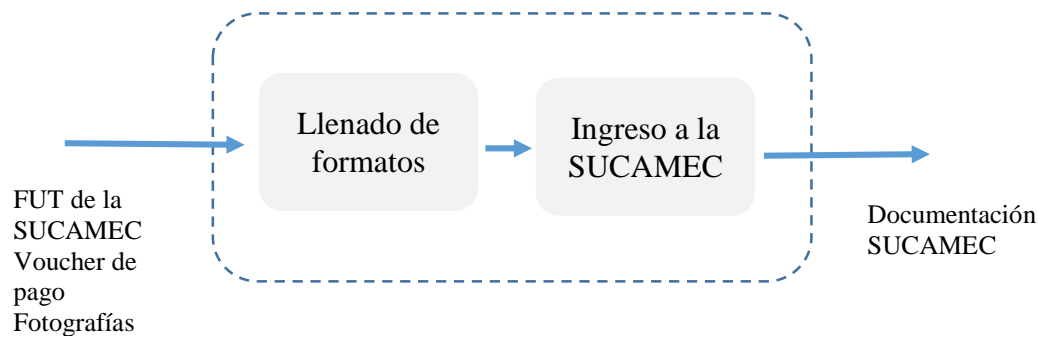 Llenado de
formatos
Ingreso a la
SUCAMEC
FUT de la
SUCAMEC
Voucher de
pago
Fotografías
Documentación
SUCAMEC